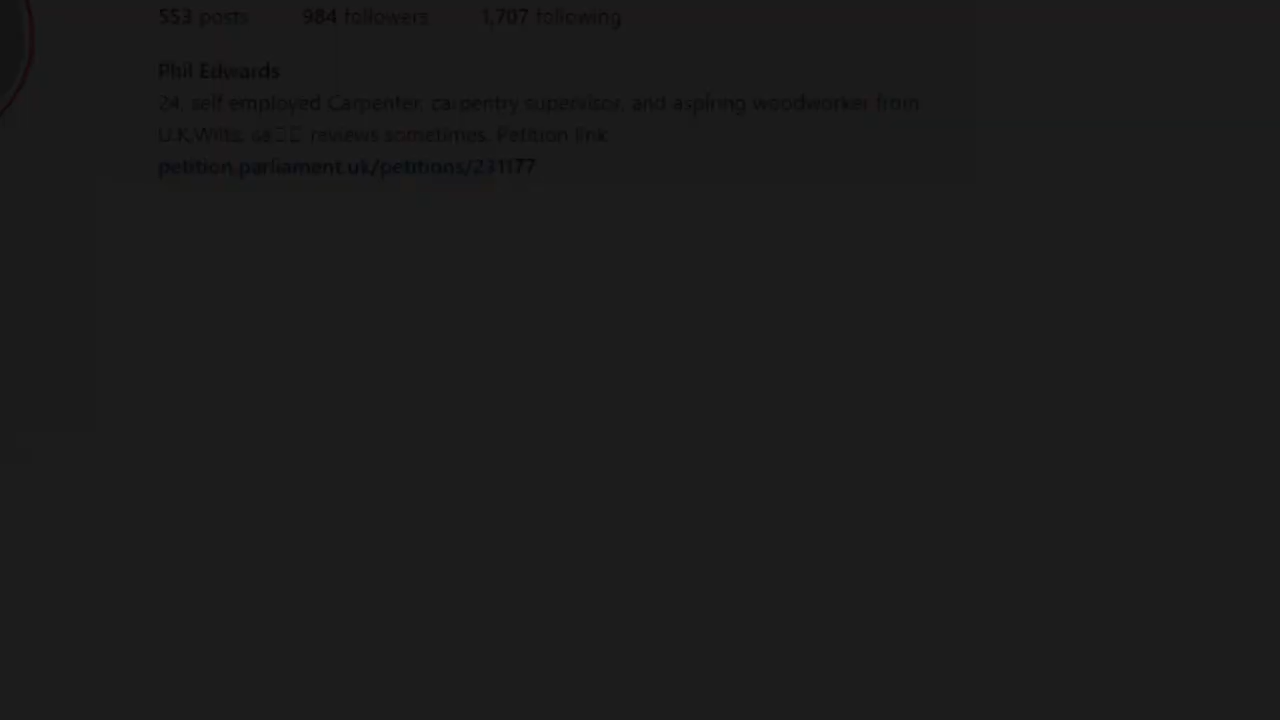 553 posts 984 followers 1,707 following
Phil Edwards
24, self employed Carpenter, carpentry supervisor, and aspiring woodworker from
U.K,Wilts, reviews sometimes. Petition link
petition.parliament.uk/petitions/231177